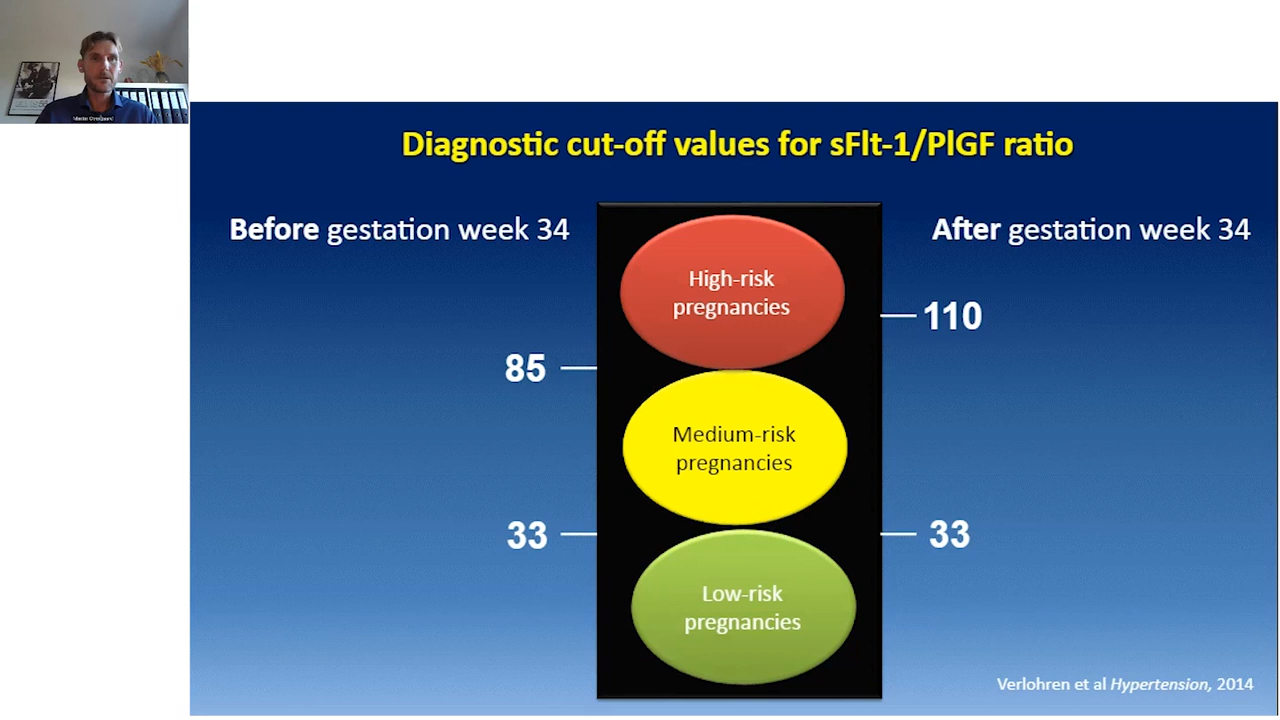 Diagnostic cut-off values for sFlt-1/PlGF ratio
Before gestation week 34
After gestation week 34
High-risk
pregnancies
110
85
Medium-risk
pregnancies
33
33
Low-risk
pregnancies
Verlohren et al Hypertension, 2014